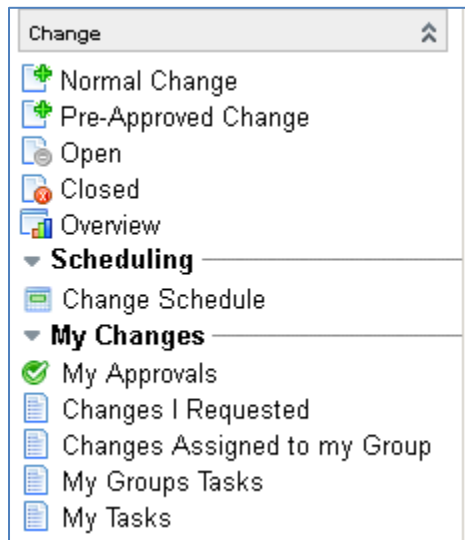 Change
Normal Change
Pre-Approved Change
Open
Closed
Overview
Scheduling
Change Schedule
My Changes
My Approvals
Changes I Requested
Changes Assigned to my Group
My Groups Tasks
My Tasks